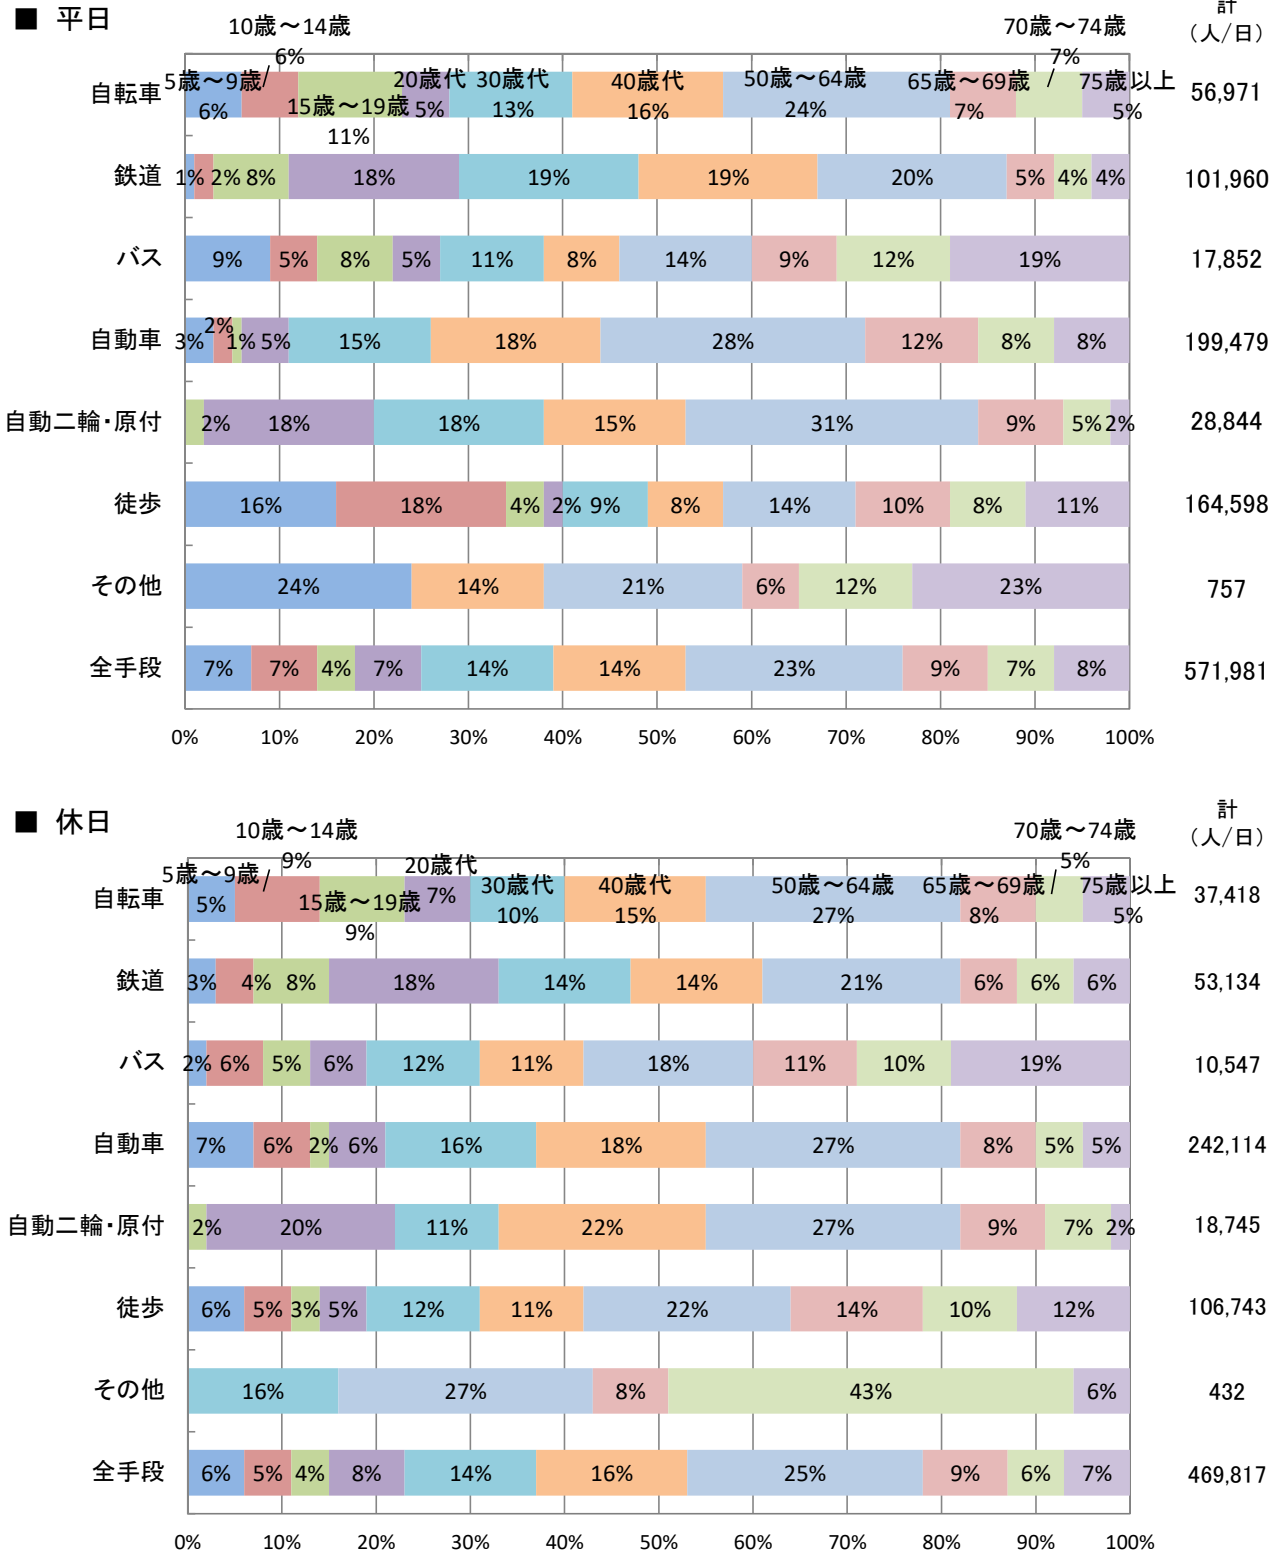 ■ 平日
計
(人/日)
10歳～14歳
6%
70歳～74歳
7%
自転車 5歳～9歳 6% 15歳～19歳 11% 20歳代 5% 30歳代 13% 40歳代 16% 50歳～64歳 24% 65歳～69歳 7% 75歳以上 5% 56,971
鉄道 1% 2% 8% 18% 19% 19% 20% 5% 4% 4% 101,960
バス 9% 5% 8% 5% 11% 8% 14% 9% 12% 19% 17,852
自動車 3% 2% 1% 5% 15% 18% 28% 12% 8% 8% 199,479
自動二輪・原付 2% 18% 18% 15% 31% 9% 5% 2% 28,844
徒歩 16% 18% 4% 2% 9% 8% 14% 10% 8% 11% 164,598
その他 24% 14% 21% 6% 12% 23% 757
全手段 7% 7% 4% 7% 14% 14% 23% 9% 7% 8% 571,981
0% 10% 20% 30% 40% 50% 60% 70% 80% 90% 100%
■ 休日
計
(人/日)
10歳～14歳
9%
70歳～74歳
5%
自転車 5歳～9歳 5% 15歳～19歳 9% 20歳代 7% 30歳代 10% 40歳代 15% 50歳～64歳 27% 65歳～69歳 8% 75歳以上 5% 37,418
鉄道 3% 4% 8% 18% 14% 14% 21% 6% 6% 6% 53,134
バス 2% 6% 5% 6% 12% 11% 18% 11% 10% 19% 10,547
自動車 7% 6% 2% 6% 16% 18% 27% 8% 5% 5% 242,114
自動二輪・原付 2% 20% 11% 22% 27% 9% 7% 2% 18,745
徒歩 6% 5% 3% 5% 12% 11% 22% 14% 10% 12% 106,743
その他 16% 27% 8% 43% 6% 432
全手段 6% 5% 4% 8% 14% 16% 25% 9% 6% 7% 469,817
0% 10% 20% 30% 40% 50% 60% 70% 80% 90% 100%